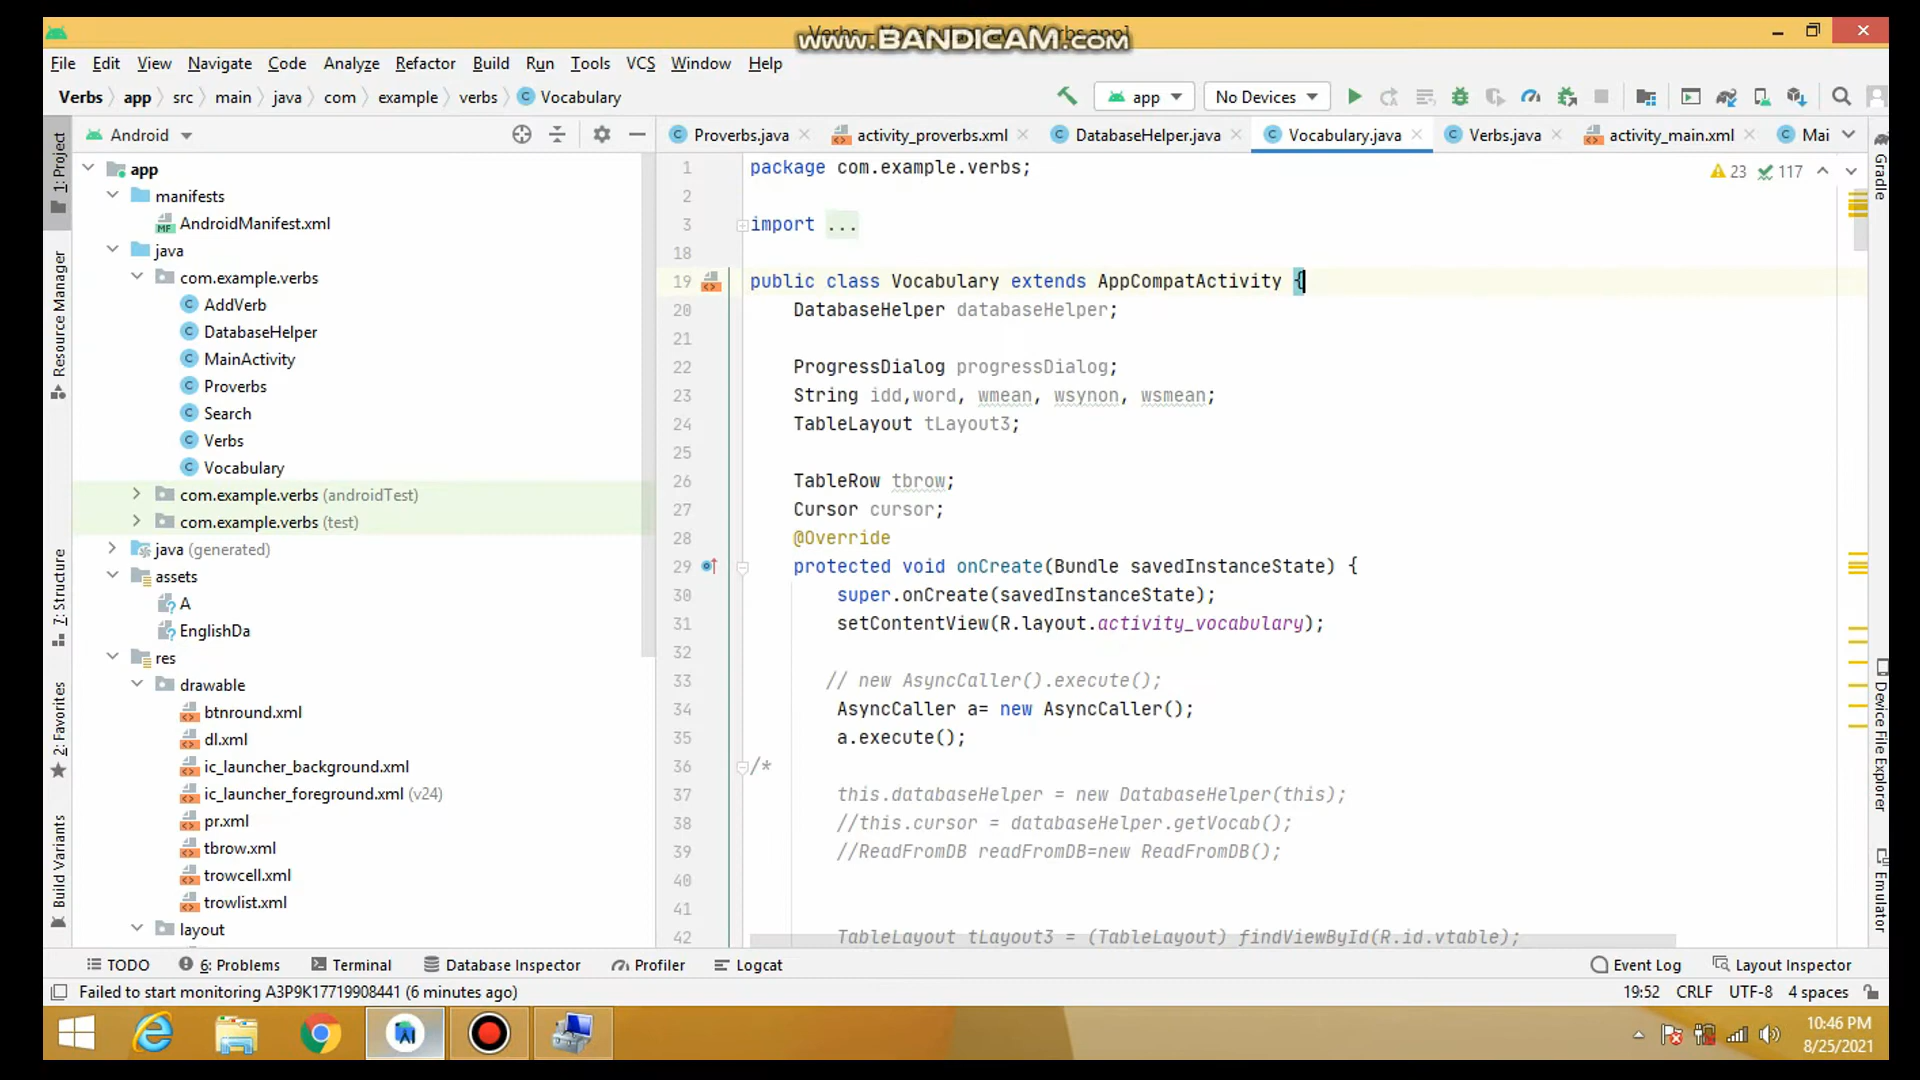 Verbs – Vocabulary.java [Verbs.app]
www.BANDICAM.com
File Edit View Navigate Code Analyze Refactor Build Run Tools VCS Window Help
Verbs app src main java com example verbs Vocabulary
app No Devices
Android
Proverbs.java activity_proverbs.xml DatabaseHelper.java Vocabulary.java Verbs.java activity_main.xml Mai
1: Project
Resource Manager
7: Structure
2: Favorites
Build Variants
app
manifests
AndroidManifest.xml
java
com.example.verbs
AddVerb
DatabaseHelper
MainActivity
Proverbs
Search
Verbs
Vocabulary
com.example.verbs (androidTest)
com.example.verbs (test)
java (generated)
assets
A
EnglishDa
res
drawable
btnround.xml
dl.xml
ic_launcher_background.xml
ic_launcher_foreground.xml (v24)
pr.xml
tbrow.xml
trowcell.xml
trowlist.xml
layout
23 117
1 package com.example.verbs;
2
3 import ...
18
19 public class Vocabulary extends AppCompatActivity {
20 DatabaseHelper databaseHelper;
21
22 ProgressDialog progressDialog;
23 String idd,word, wmean, wsynon, wsmean;
24 TableLayout tLayout3;
25
26 TableRow tbrow;
27 Cursor cursor;
28 @Override
29 protected void onCreate(Bundle savedInstanceState) {
30 super.onCreate(savedInstanceState);
31 setContentView(R.layout.activity_vocabulary);
32
33 // new AsyncCaller().execute();
34 AsyncCaller a= new AsyncCaller();
35 a.execute();
36 /*
37 this.databaseHelper = new DatabaseHelper(this);
38 //this.cursor = databaseHelper.getVocab();
39 //ReadFromDB readFromDB=new ReadFromDB();
40
41
42 TableLayout tLayout3 = (TableLayout) findViewById(R.id.vtable);
Gradle
Device File Explorer
Emulator
TODO 6: Problems Terminal Database Inspector Profiler Logcat Event Log Layout Inspector
Failed to start monitoring A3P9K17719908441 (6 minutes ago) 19:52 CRLF UTF-8 4 spaces
10:46 PM
8/25/2021